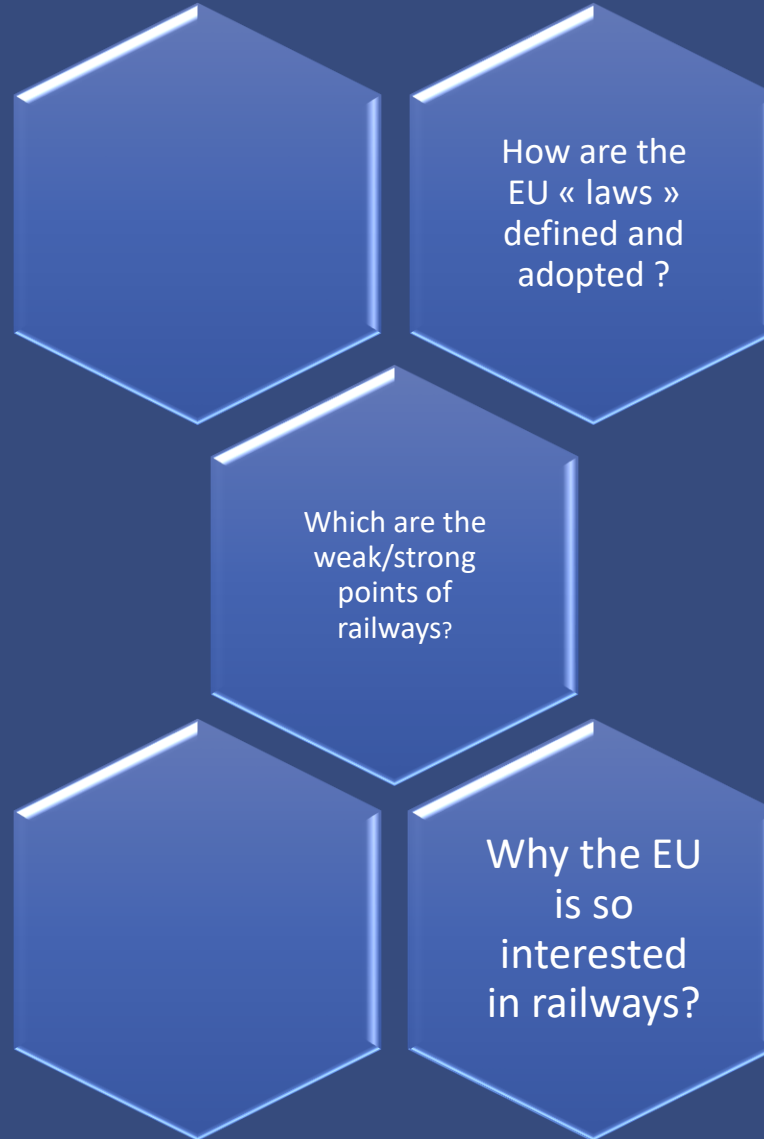 How are the
EU « laws »
defined and
adopted ?
Which are the
weak/strong
points of
railways?
Why the EU
is so
interested
in railways?